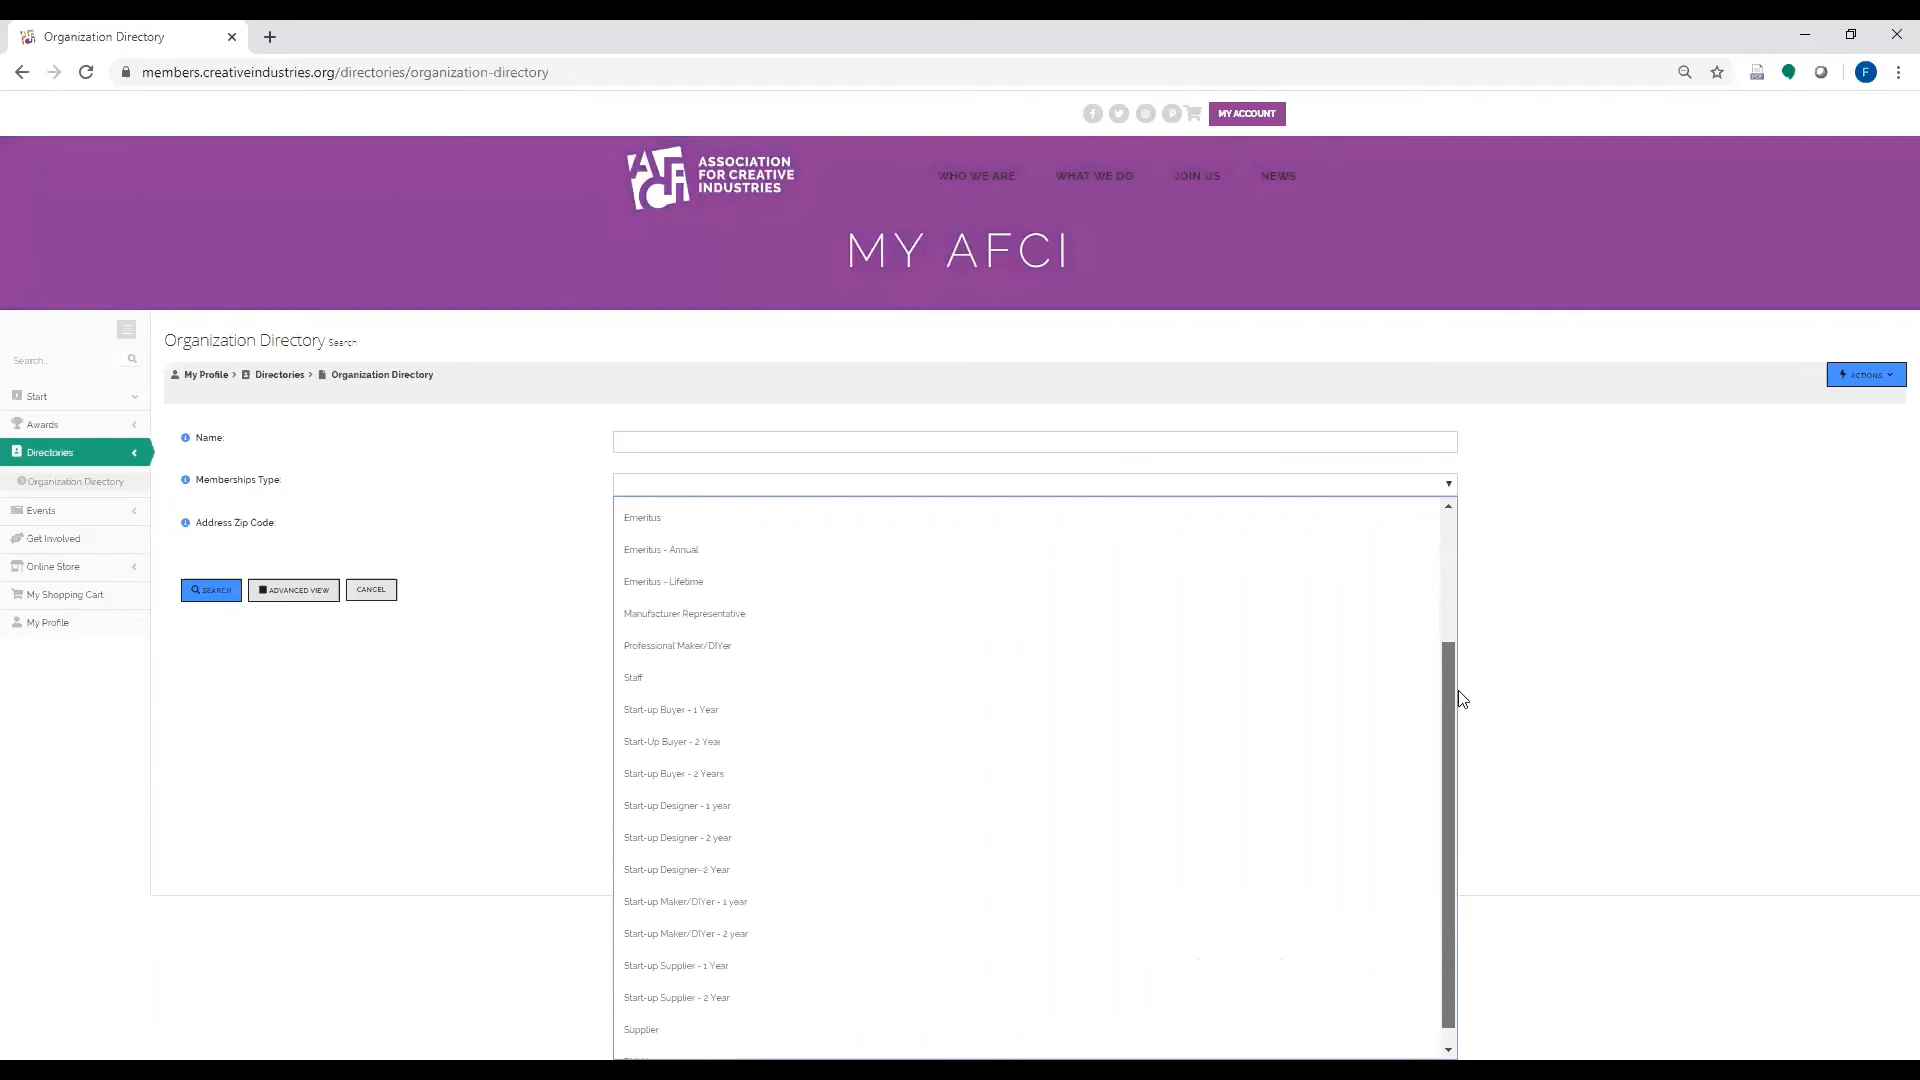 Organization Directory
members.creativeindustries.org/directories/organization-directory
F
MY ACCOUNT
AFCI
ASSOCIATION
FOR CREATIVE
INDUSTRIES
WHO WE ARE
WHAT WE DO
JOIN US
NEWS
MY AFCI
Search...
Start
Awards
Directories
Organization Directory
Events
Get Involved
Online Store
My Shopping Cart
My Profile
Organization Directory Search
My Profile > Directories > Organization Directory
ACTIONS
Name:
Memberships Type:
Address Zip Code:
SEARCH
ADVANCED VIEW
CANCEL
Emeritus
Emeritus - Annual
Emeritus - Lifetime
Manufacturer Representative
Professional Maker/DIYer
Staff
Start-up Buyer - 1 Year
Start-Up Buyer - 2 Year
Start-up Buyer - 2 Years
Start-up Designer - 1 year
Start-up Designer - 2 year
Start-up Designer--2 Year
Start-up Maker/DIYer - 1 year
Start-up Maker/DIYer - 2 year
Start-up Supplier - 1 Year
Start-up Supplier - 2 Year
Supplier